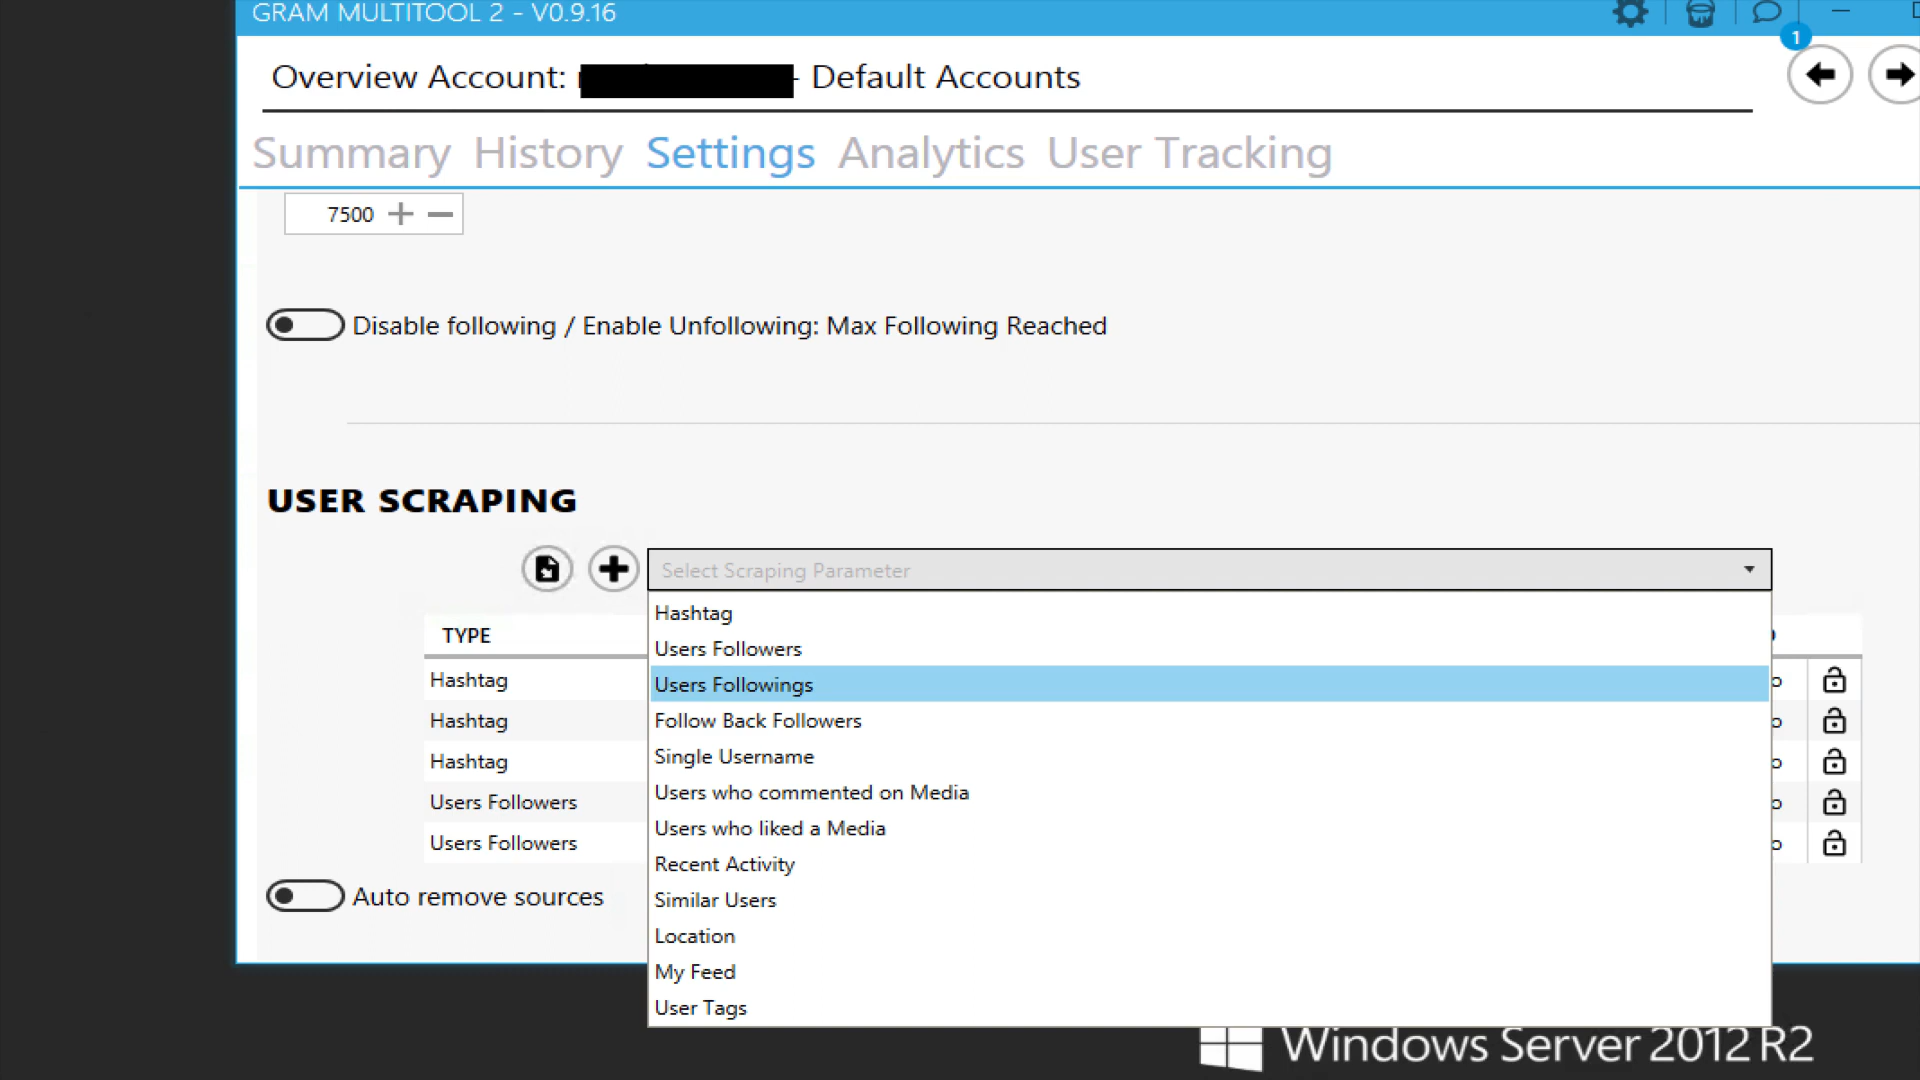 GRAM MULTITOOL 2 - V0.9.16
1
Overview Account: - Default Accounts
Summary History Settings Analytics User Tracking
7500
Disable following / Enable Unfollowing: Max Following Reached
USER SCRAPING
Select Scraping Parameter
Hashtag
Users Followers
Users Followings
Follow Back Followers
Single Username
Users who commented on Media
Users who liked a Media
Recent Activity
Similar Users
Location
My Feed
User Tags
TYPE
Hashtag
Hashtag
Hashtag
Users Followers
Users Followers
Auto remove sources
Windows Server 2012 R2